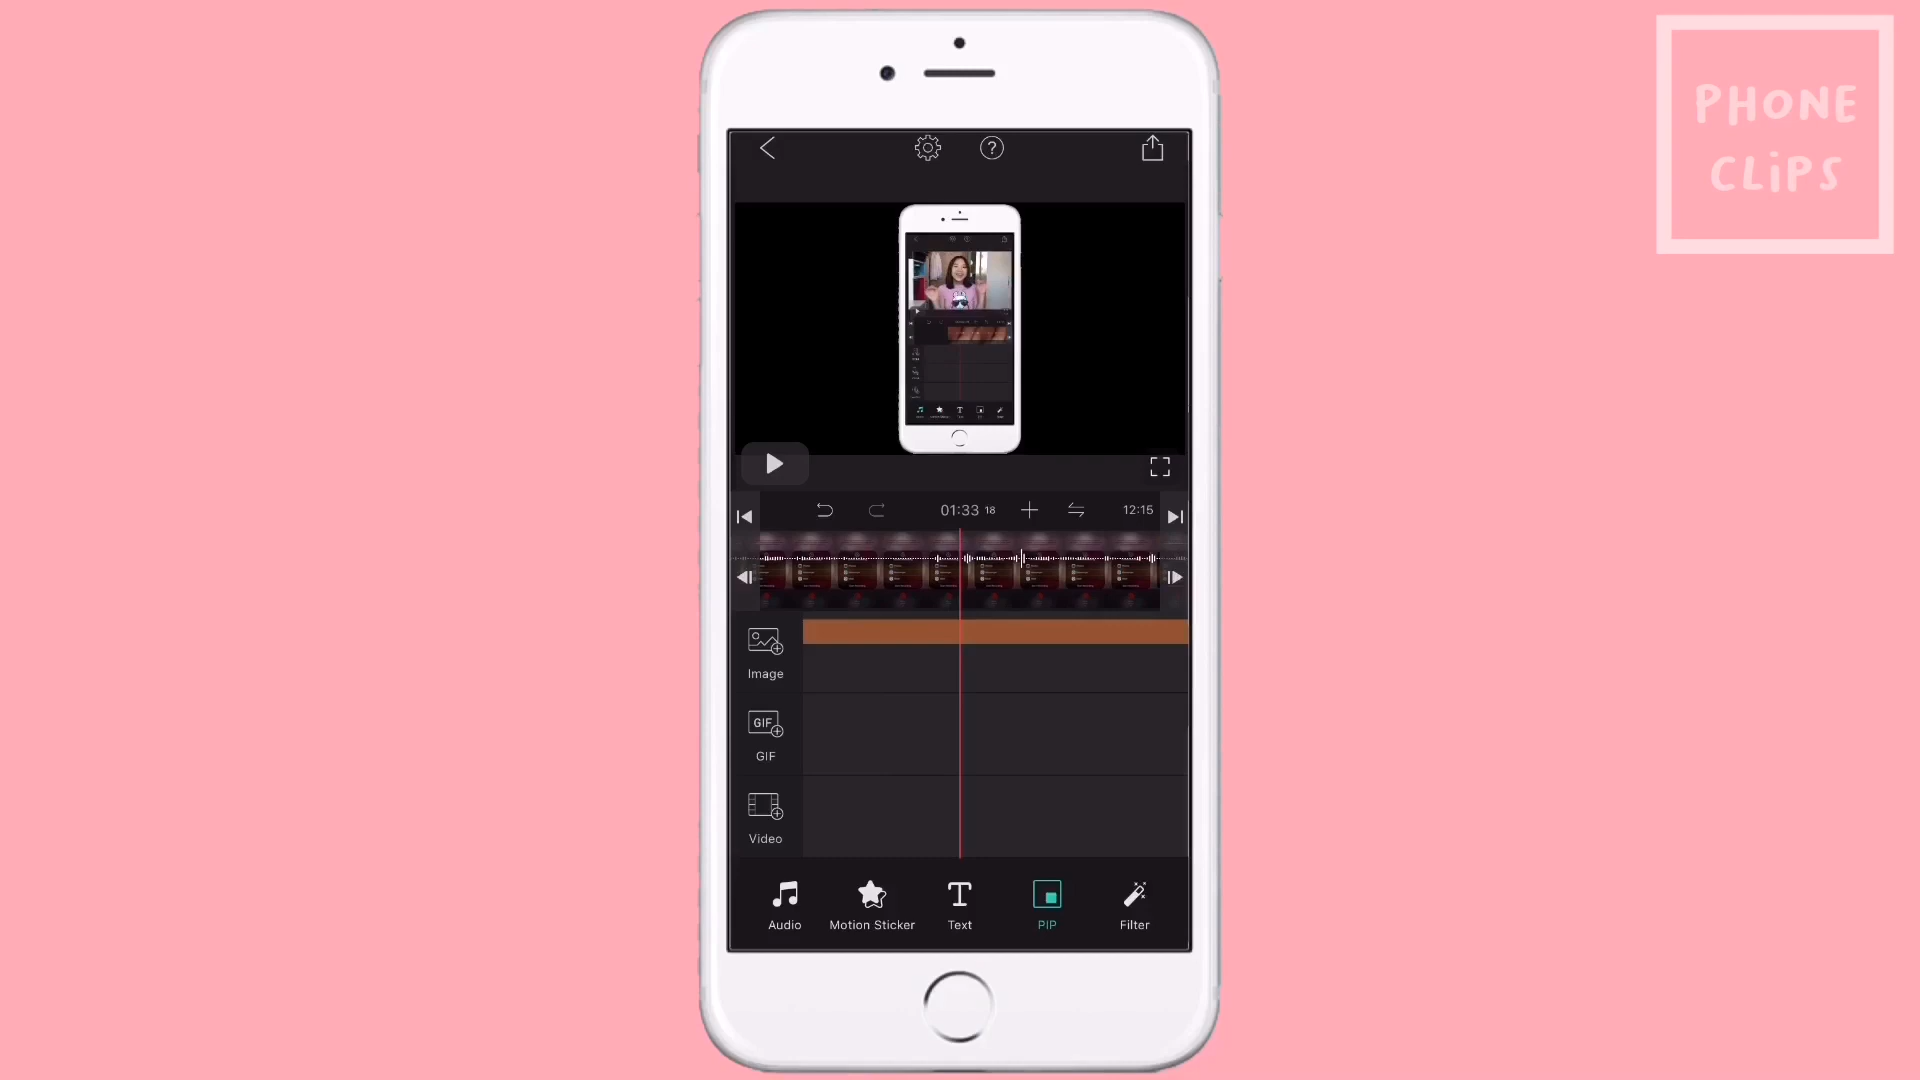 PHONE
CLiPS
?
01:33 18
12:15
Image
GIF
GIF
Video
T
Audio
Motion Sticker
Text
PIP
Filter